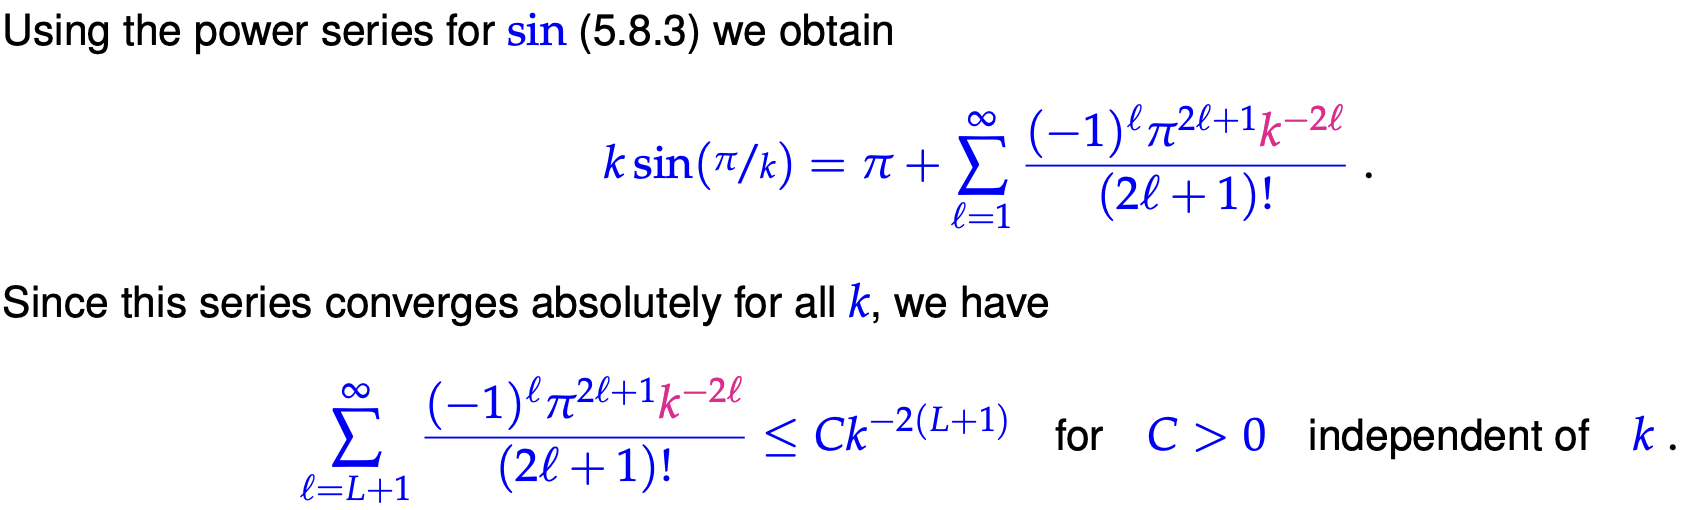 Using the power series for sin (5.8.3) we obtain
k sin(π/k) = π + ∑_{ℓ=1}^{∞} \frac{(−1)^ℓ π^{2ℓ+1} k^{−2ℓ}}{(2ℓ + 1)!} .
Since this series converges absolutely for all k, we have
∑_{ℓ=L+1}^{∞} \frac{(−1)^ℓ π^{2ℓ+1} k^{−2ℓ}}{(2ℓ + 1)!} ≤ Ck^{−2(L+1)} for C > 0 independent of k .